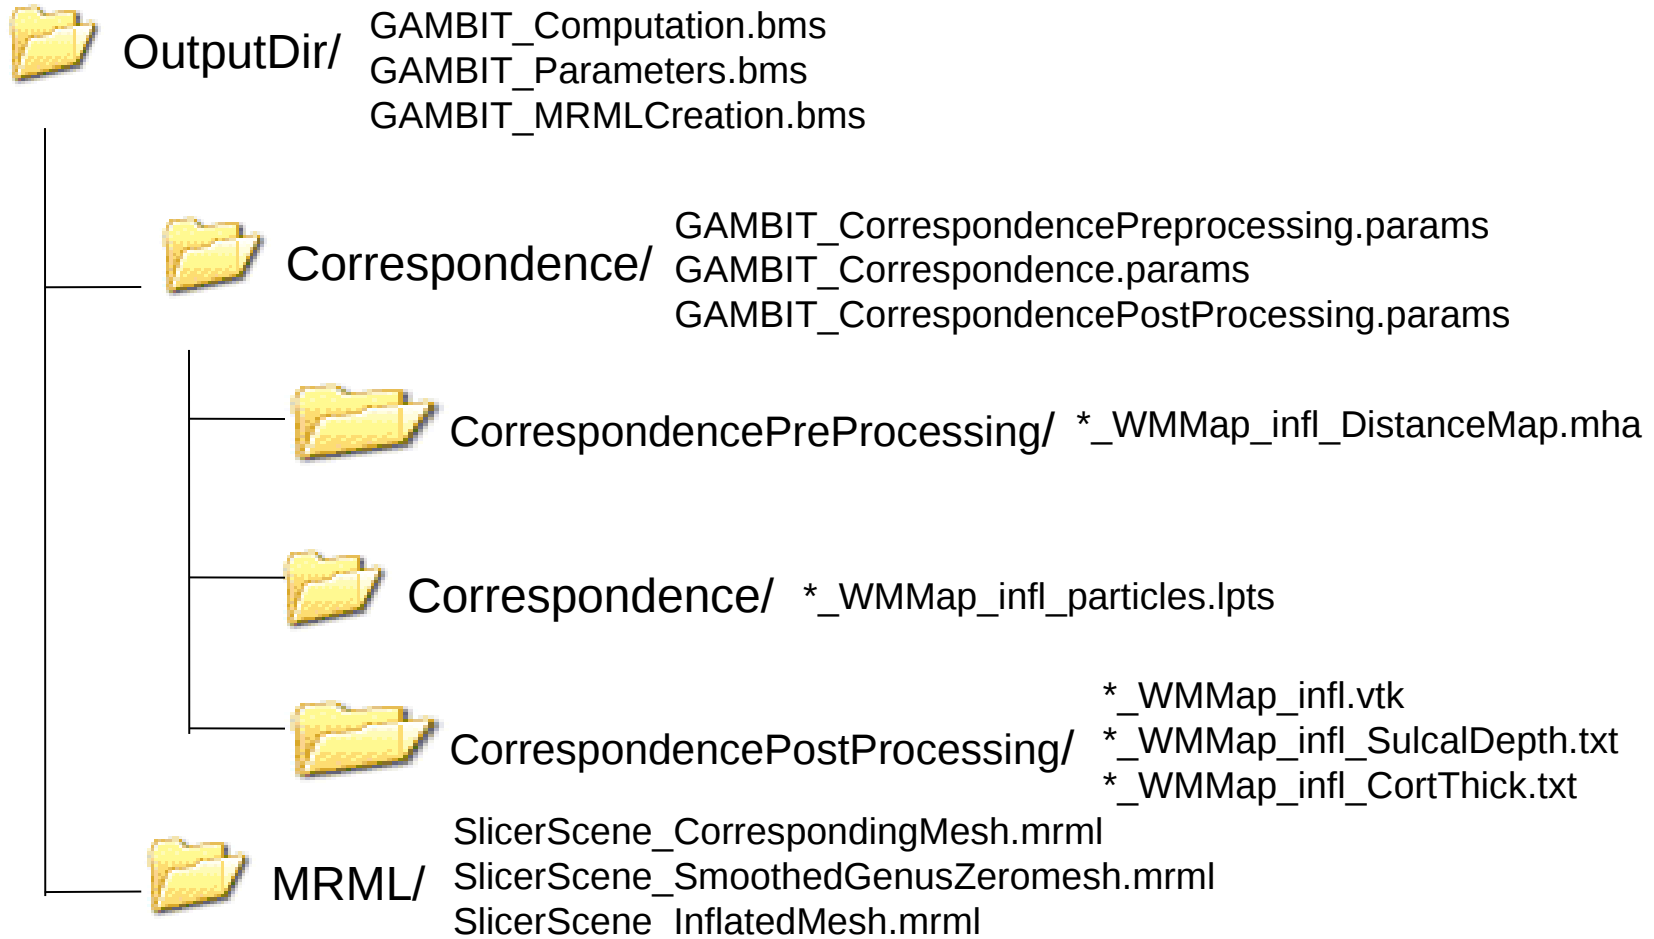 OutputDir/
GAMBIT_Computation.bms
GAMBIT_Parameters.bms
GAMBIT_MRMLCreation.bms
Correspondence/
GAMBIT_CorrespondencePreprocessing.params
GAMBIT_Correspondence.params
GAMBIT_CorrespondencePostProcessing.params
CorrespondencePreProcessing/
*_WMMap_infl_DistanceMap.mha
Correspondence/
*_WMMap_infl_particles.lpts
CorrespondencePostProcessing/
*_WMMap_infl.vtk
*_WMMap_infl_SulcalDepth.txt
*_WMMap_infl_CortThick.txt
MRML/
SlicerScene_CorrespondingMesh.mrml
SlicerScene_SmoothedGenusZeromesh.mrml
SlicerScene_InflatedMesh.mrml